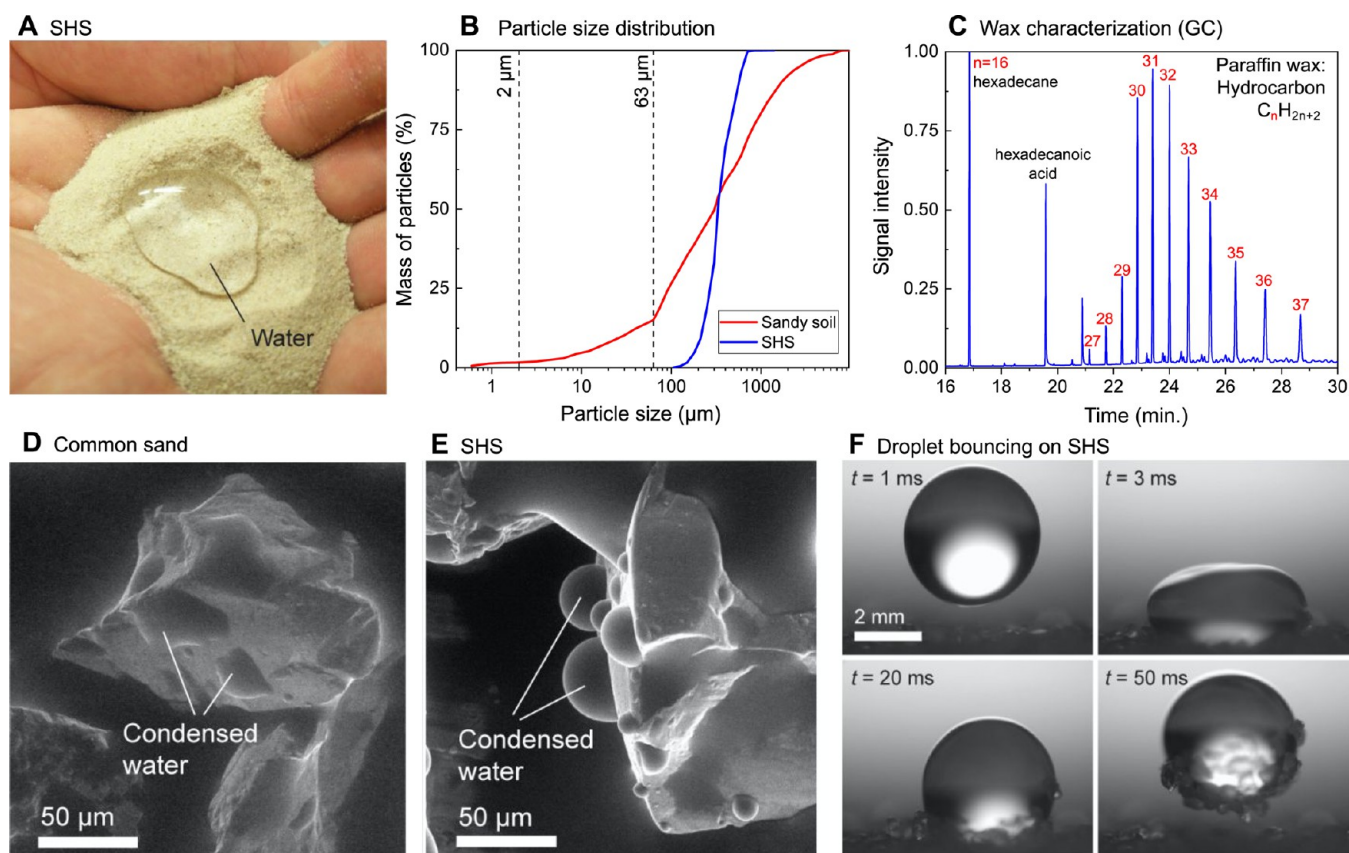 A SHS
Water
B Particle size distribution
100
75
50
25
0
Mass of particles (%)
2 µm
63 µm
Sandy soil
SHS
1
10
100
1000
Particle size (µm)
C Wax characterization (GC)
1.00
0.75
0.50
0.25
0.00
Signal intensity
n=16
hexadecane
hexadecanoic
acid
27
28
29
30
31
32
33
34
35
36
37
Paraffin wax:
Hydrocarbon
CnH2n+2
16 18 20 22 24 26 28 30
Time (min.)
D Common sand
Condensed
water
50 µm
E SHS
Condensed
water
50 µm
F Droplet bouncing on SHS
t = 1 ms
2 mm
t = 3 ms
t = 20 ms
t = 50 ms